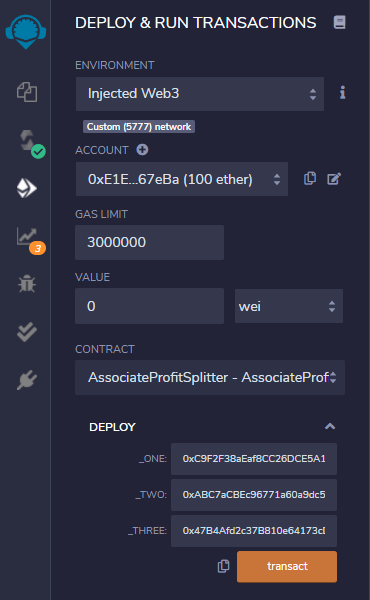 DEPLOY & RUN TRANSACTIONS
ENVIRONMENT
Injected Web3
Custom (5777) network
ACCOUNT
0xE1E...67eBa (100 ether)
GAS LIMIT
3000000
VALUE
0 wei
3
CONTRACT
AssociateProfitSplitter - AssociateProf
DEPLOY
_ONE: 0xC9F2F38aEaf8CC26DCE5A1
_TWO: 0xABC7aCBEc96771a60a9dc5
_THREE: 0x47B4Afd2c37B810e64173cD
transact